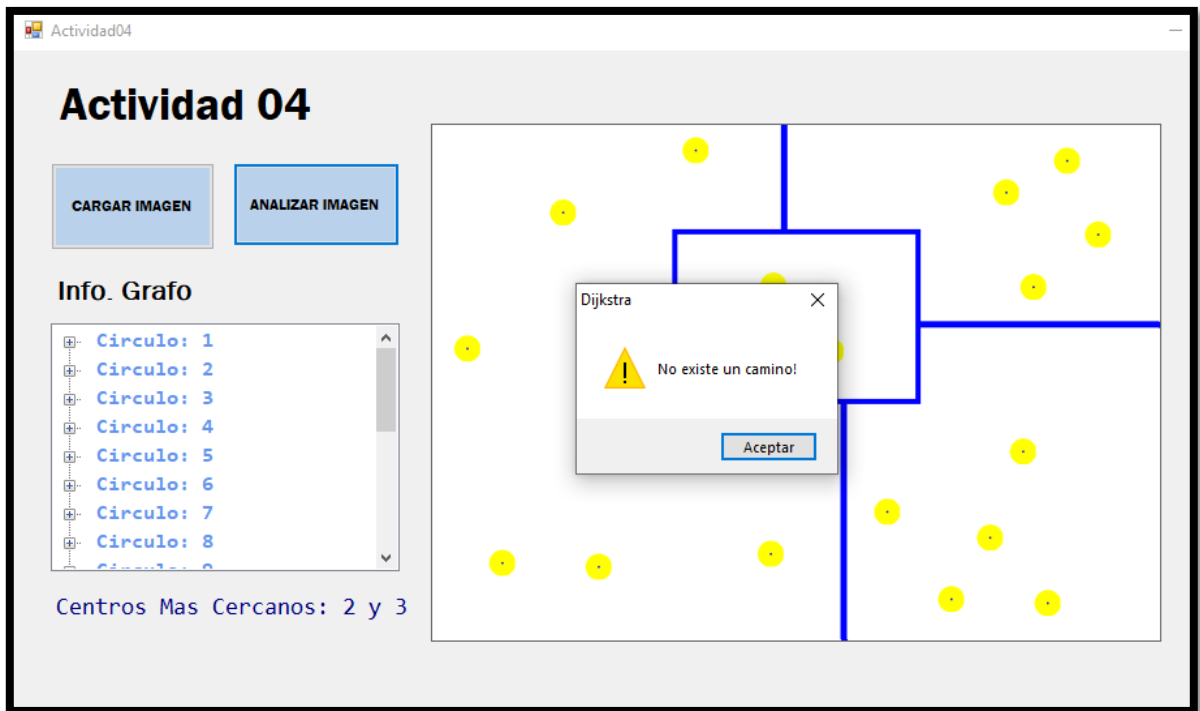 Actividad04
Actividad 04
CARGAR IMAGEN
ANALIZAR IMAGEN
Info. Grafo
Circulo: 1
Circulo: 2
Circulo: 3
Circulo: 4
Circulo: 5
Circulo: 6
Circulo: 7
Circulo: 8
Centros Mas Cercanos: 2 y 3
Dijkstra
No existe un camino!
Aceptar